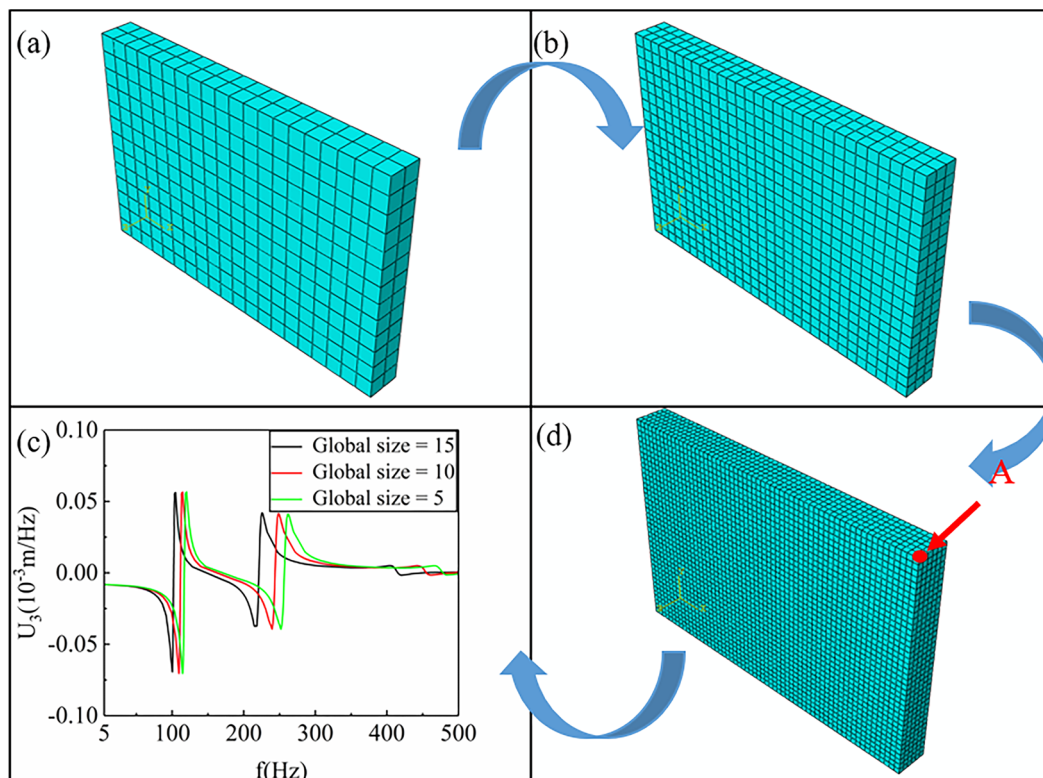 (a)
(b)
(c)
0.10
0.05
0.00
-0.05
-0.10
U3(10-3m/Hz)
Global size = 15
Global size = 10
Global size = 5
5
100
200
300
400
500
f(Hz)
(d)
A